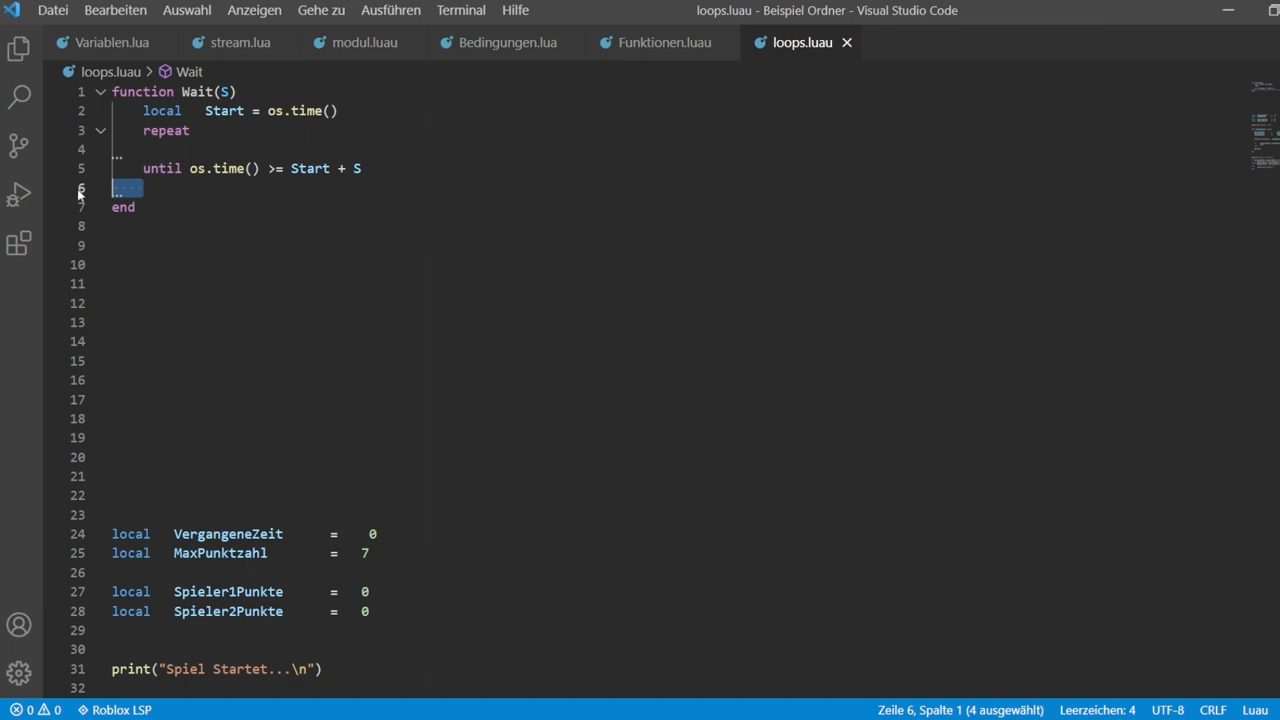 Datei Bearbeiten Auswahl Anzeigen Gehe zu Ausführen Terminal Hilfe loops.luau - Beispiel Ordner - Visual Studio Code
Variablen.lua stream.lua modul.luau Bedingungen.lua Funktionen.luau loops.luau
loops.luau > Wait
1 function Wait(S)
2 local Start = os.time()
3 repeat
4
5 until os.time() >= Start + S
6
7 end
8
9
10
11
12
13
14
15
16
17
18
19
20
21
22
23
24 local VergangeneZeit = 0
25 local MaxPunktzahl = 7
26
27 local Spieler1Punkte = 0
28 local Spieler2Punkte = 0
29
30
31 print("Spiel Startet...\n")
32
0 0 Roblox LSP Zeile 6, Spalte 1 (4 ausgewählt) Leerzeichen: 4 UTF-8 CRLF Luau